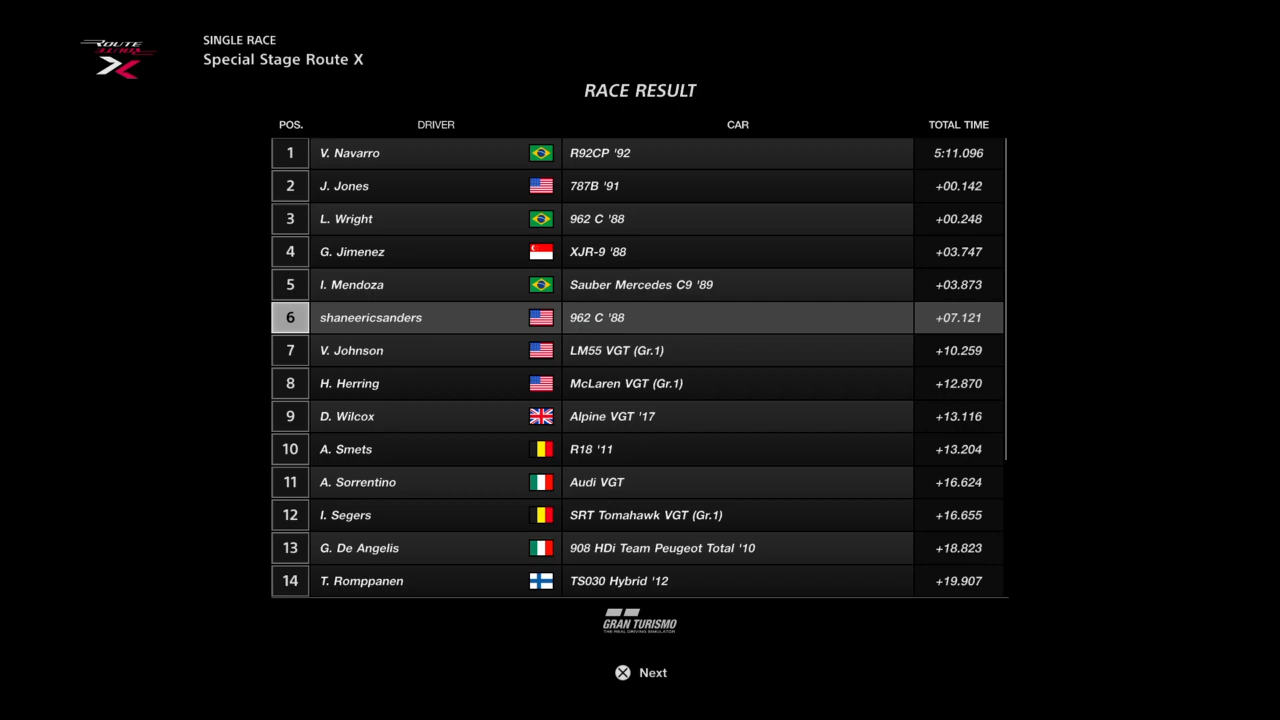 ROUTE
X
SINGLE RACE
Special Stage Route X
RACE RESULT
POS. DRIVER CAR TOTAL TIME
1 V. Navarro R92CP '92 5:11.096
2 J. Jones 787B '91 +00.142
3 L. Wright 962 C '88 +00.248
4 G. Jimenez XJR-9 '88 +03.747
5 I. Mendoza Sauber Mercedes C9 '89 +03.873
6 shaneericsanders 962 C '88 +07.121
7 V. Johnson LM55 VGT (Gr.1) +10.259
8 H. Herring McLaren VGT (Gr.1) +12.870
9 D. Wilcox Alpine VGT '17 +13.116
10 A. Smets R18 '11 +13.204
11 A. Sorrentino Audi VGT +16.624
12 I. Segers SRT Tomahawk VGT (Gr.1) +16.655
13 G. De Angelis 908 HDi Team Peugeot Total '10 +18.823
14 T. Romppanen TS030 Hybrid '12 +19.907
GRAN TURISMO
THE REAL DRIVING SIMULATOR
Next